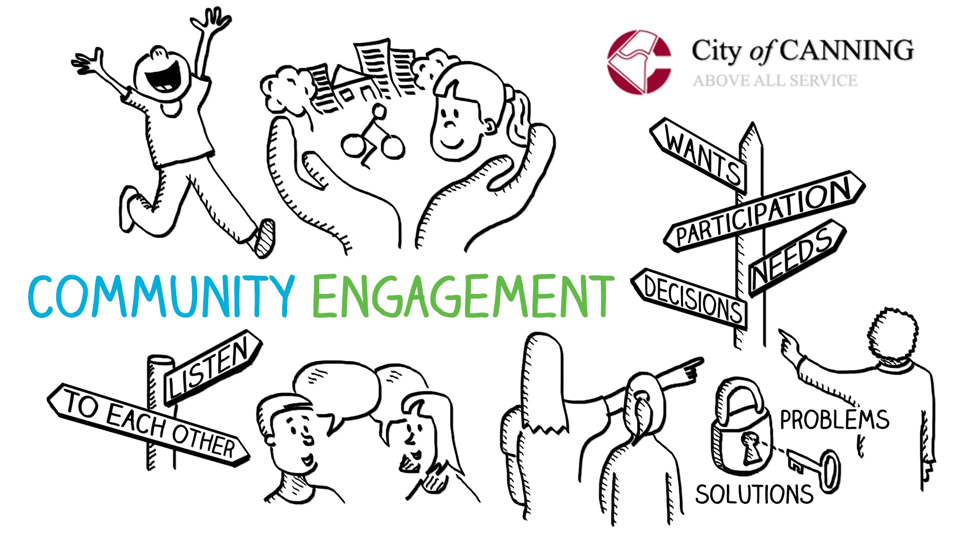 City of CANNING
ABOVE ALL SERVICE
WANTS
PARTICIPATION
NEEDS
DECISIONS
COMMUNITY ENGAGEMENT
LISTEN
TO EACH OTHER
PROBLEMS
SOLUTIONS